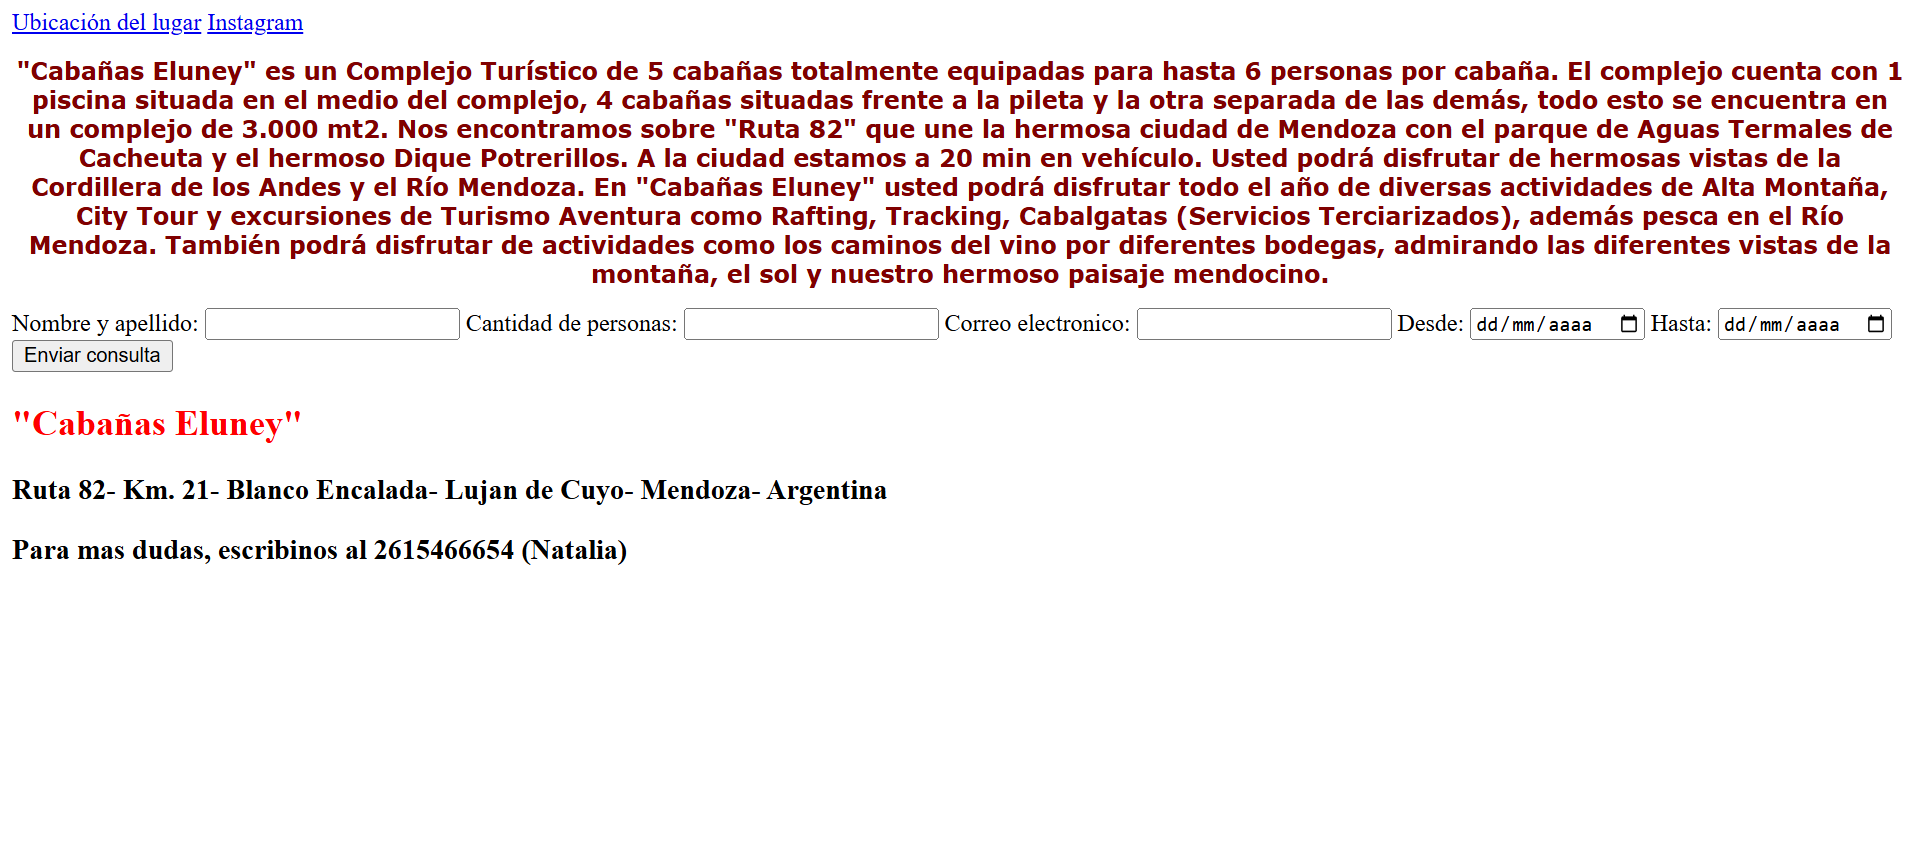 Ubicación del lugar Instagram
"Cabañas Eluney" es un Complejo Turístico de 5 cabañas totalmente equipadas para hasta 6 personas por cabaña. El complejo cuenta con 1
piscina situada en el medio del complejo, 4 cabañas situadas frente a la pileta y la otra separada de las demás, todo esto se encuentra en
un complejo de 3.000 mt2. Nos encontramos sobre "Ruta 82" que une la hermosa ciudad de Mendoza con el parque de Aguas Termales de
Cacheuta y el hermoso Dique Potrerillos. A la ciudad estamos a 20 min en vehículo. Usted podrá disfrutar de hermosas vistas de la
Cordillera de los Andes y el Río Mendoza. En "Cabañas Eluney" usted podrá disfrutar todo el año de diversas actividades de Alta Montaña,
City Tour y excursiones de Turismo Aventura como Rafting, Tracking, Cabalgatas (Servicios Terciarizados), además pesca en el Río
Mendoza. También podrá disfrutar de actividades como los caminos del vino por diferentes bodegas, admirando las diferentes vistas de la
montaña, el sol y nuestro hermoso paisaje mendocino.
Nombre y apellido: Cantidad de personas: Correo electronico: Desde: dd/mm/aaaa Hasta: dd/mm/aaaa
Enviar consulta
"Cabañas Eluney"
Ruta 82- Km. 21- Blanco Encalada- Lujan de Cuyo- Mendoza- Argentina
Para mas dudas, escribinos al 2615466654 (Natalia)